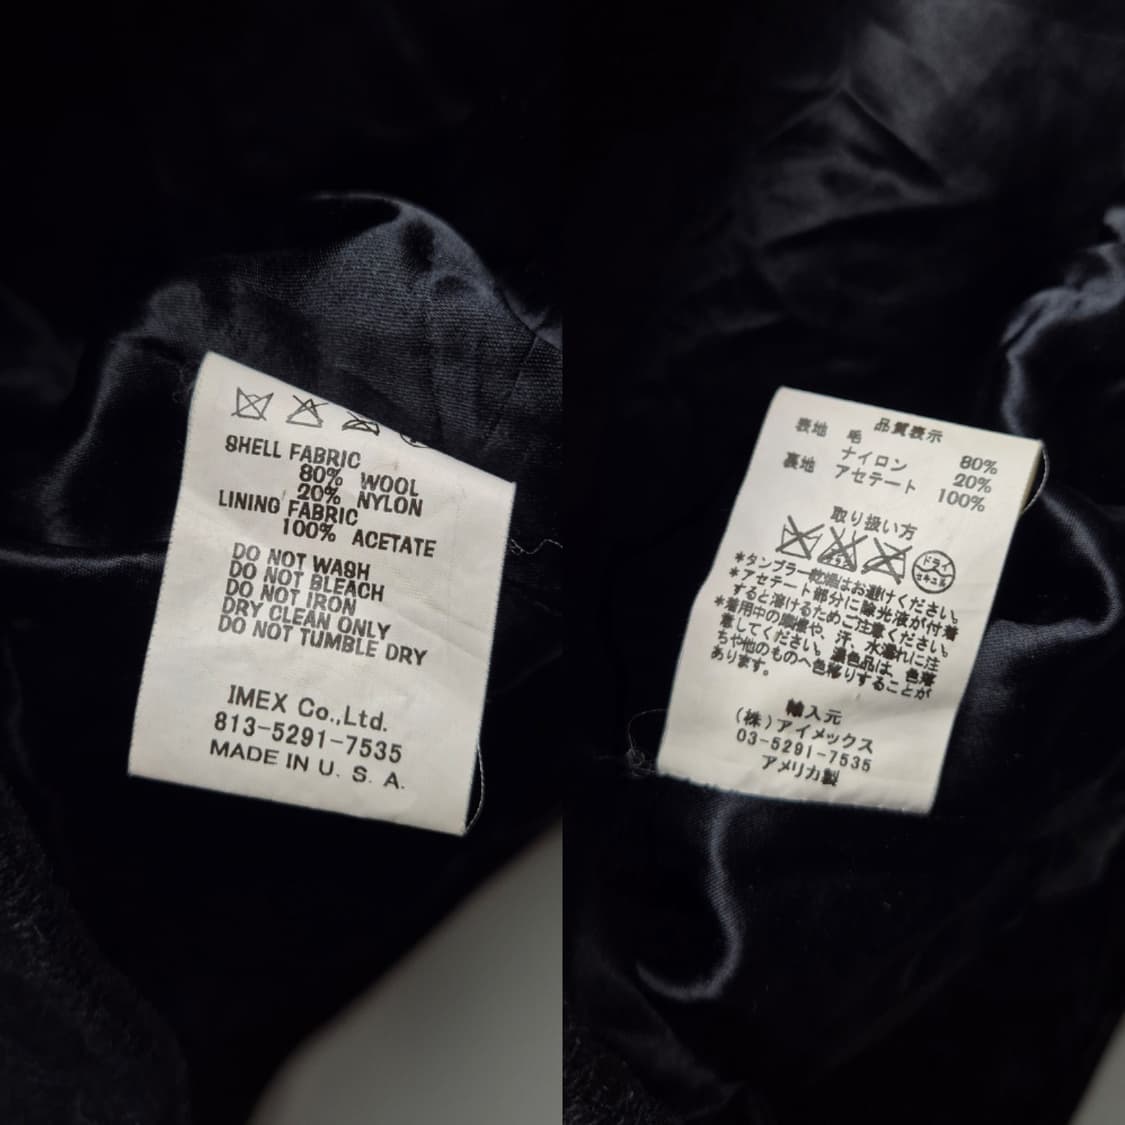 SHELL FABRIC
80% WOOL
20% NYLON
LINING FABRIC
100% ACETATE
DO NOT WASH
DO NOT BLEACH
DO NOT IRON
DRY CLEAN ONLY
DO NOT TUMBLE DRY
IMEX Co.,Ltd.
813-5291-7535
MADE IN U. S. A.
品質表示
表地 毛 80%
ナイロン 20%
裏地 アセテート 100%
取り扱い方
ドライ
セキユ系
*タンブラー乾燥はお避けください。
*アセテート部分に除光液が付着
すると溶けるためご注意ください。
*着用中の摩擦や、汗、水濡れに注
意してください。濃色品は、色落
ちや他のものへ色移りすることが
あります。
輸入元
(株)アイメックス
03-5291-7535
アメリカ製